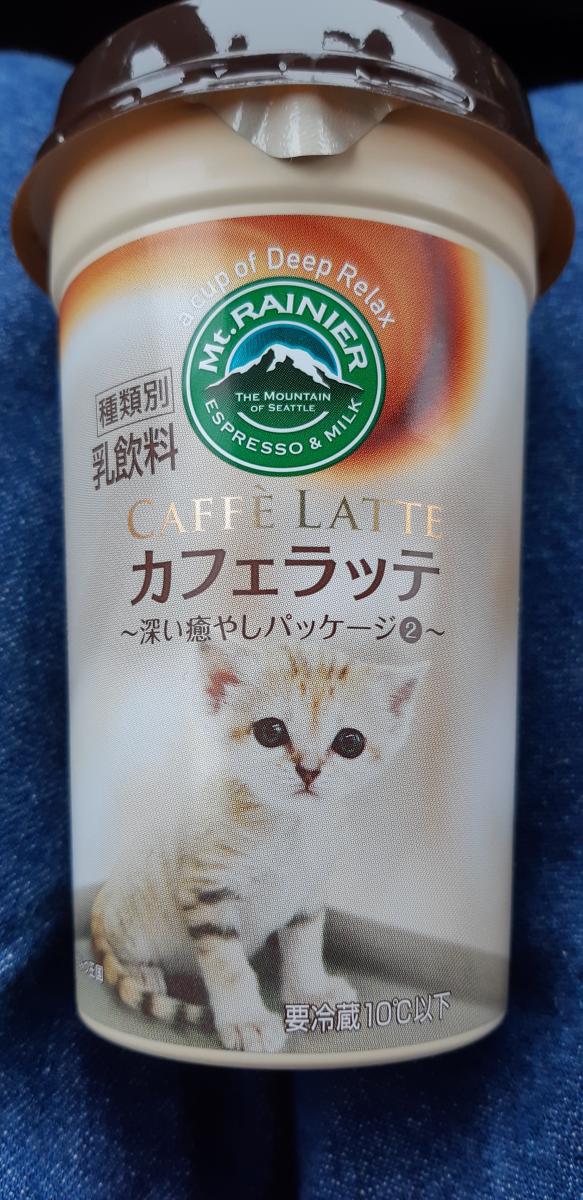 a cup of Deep Relax
Mt. RAINIER
THE MOUNTAIN
OF SEATTLE
ESPRESSO & MILK
種類別
乳飲料
CAFFÈ LATTE
カフェラッテ
~深い癒やしパッケージ❷~
要冷蔵10℃以下